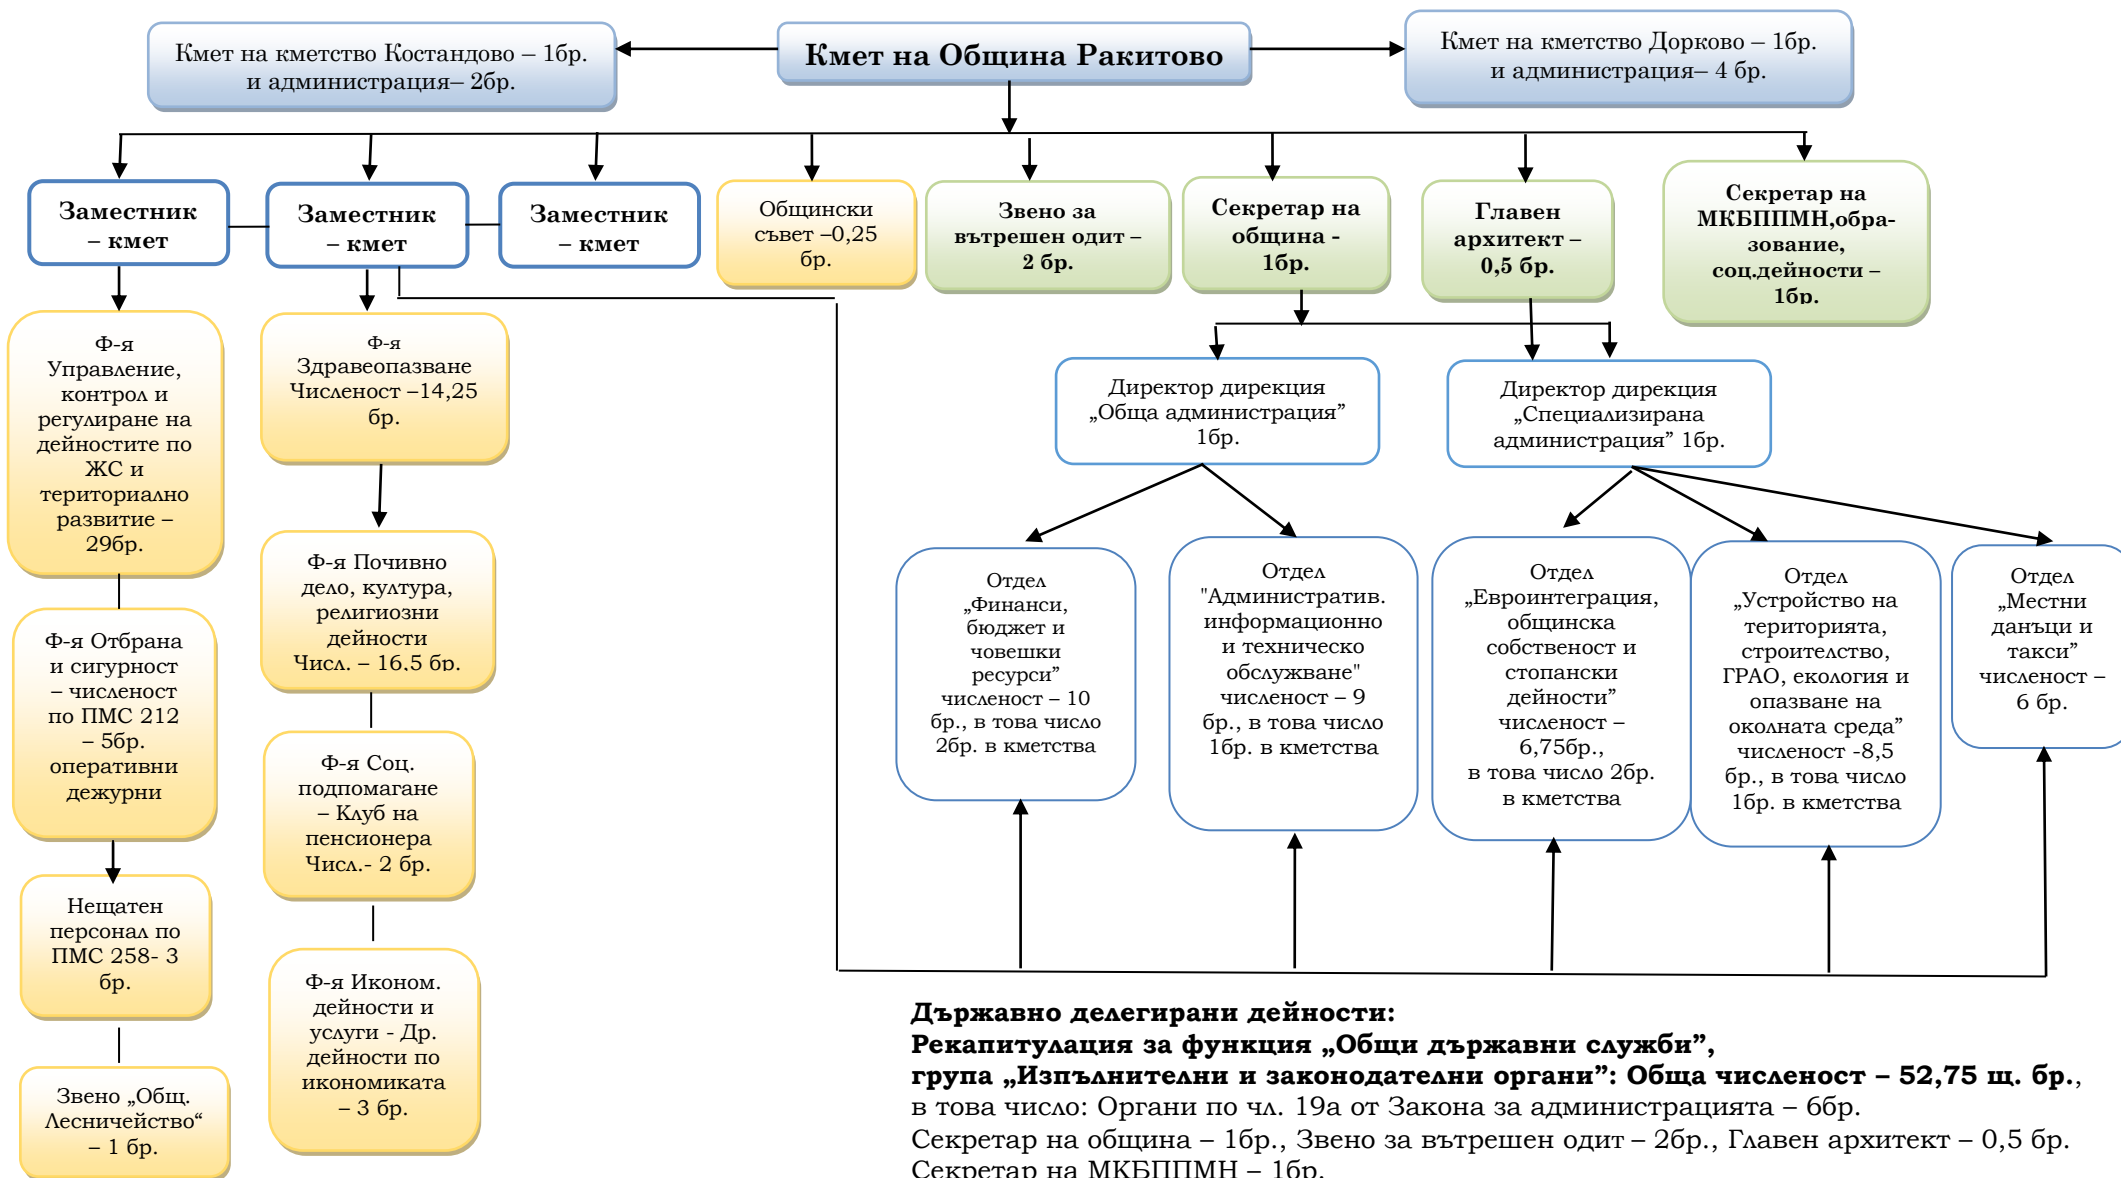 Кмет на кметство Костандово – 1бр.
и администрация– 2бр.
Кмет на Община Ракитово
Кмет на кметство Дорково – 1бр.
и администрация– 4 бр.
Заместник
– кмет
Заместник
– кмет
Заместник
– кмет
Общински
съвет –0,25
бр.
Звено за
вътрешен одит –
2 бр.
Секретар на
община -
1бр.
Главен
архитект –
0,5 бр.
Секретар на
МКБППМН,обра-
зование,
соц.дейности –
1бр.
Ф-я
Управление,
контрол и
регулиране на
дейностите по
ЖС и
териториално
развитие –
29бр.
Ф-я
Здравеопазване
Численост –14,25
бр.
Директор дирекция
„Обща администрация”
1бр.
Директор дирекция
„Специализирана
администрация” 1бр.
Ф-я Почивно
дело, култура,
религиозни
дейности
Числ. – 16,5 бр.
Отдел
„Финанси,
бюджет и
човешки
ресурси”
численост – 10
бр., в това число
2бр. в кметства
Отдел
"Административ.
информационно
и техническо
обслужване"
численост – 9
бр., в това число
1бр. в кметства
Отдел
„Евроинтеграция,
общинска
собственост и
стопански
дейности”
численост –
6,75бр.,
в това число 2бр.
в кметства
Отдел
„Устройство на
територията,
строителство,
ГРАО, екология и
опазване на
околната среда”
численост -8,5
бр., в това число
1бр. в кметства
Отдел
„Местни
данъци и
такси”
численост –
6 бр.
Ф-я Отбрана
и сигурност
– численост
по ПМС 212
– 5бр.
оперативни
дежурни
Ф-я Соц.
подпомагане
– Клуб на
пенсионера
Числ.- 2 бр.
Нещатен
персонал по
ПМС 258- 3
бр.
Ф-я Иконом.
дейности и
услуги - Др.
дейности по
икономиката
– 3 бр.
Звено „Общ.
Лесничейство“
– 1 бр.
Държавно делегирани дейности:
Рекапитулация за функция „Общи държавни служби”,
група „Изпълнителни и законодателни органи”: Обща численост – 52,75 щ. бр.,
в това число: Органи по чл. 19а от Закона за администрацията – 6бр.
Секретар на община – 1бр., Звено за вътрешен одит – 2бр., Главен архитект – 0,5 бр.
Секретар на МКБППМН – 1бр.